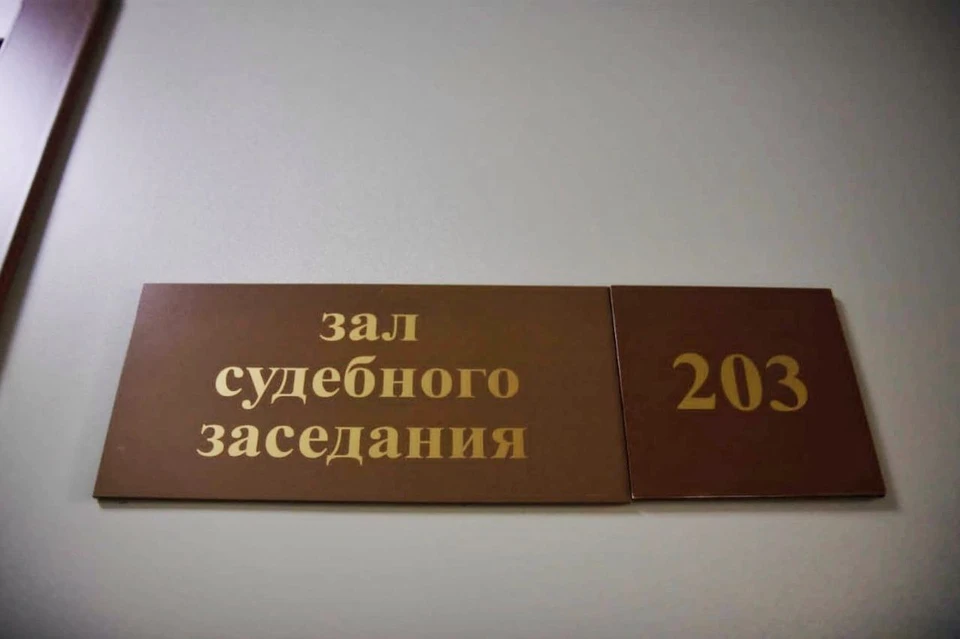 зал
судебного
заседания
203